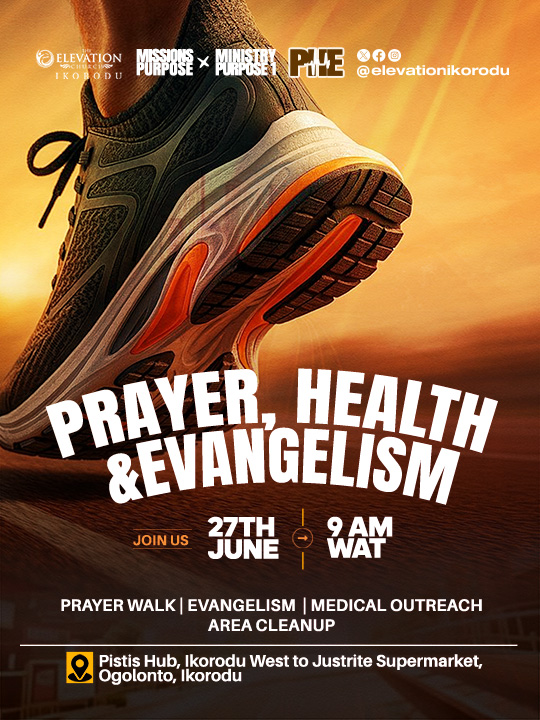 THE
ELEVATION
CHURCH
IKORODU
MISSIONS
PURPOSE
MINISTRY
PURPOSE 1
PHE
@elevationikorodu
PRAYER, HEALTH
&EVANGELISM
JOIN US
27TH
JUNE
9 AM
WAT
PRAYER WALK | EVANGELISM | MEDICAL OUTREACH
AREA CLEANUP
Pistis Hub, Ikorodu West to Justrite Supermarket,
Ogolonto, Ikorodu